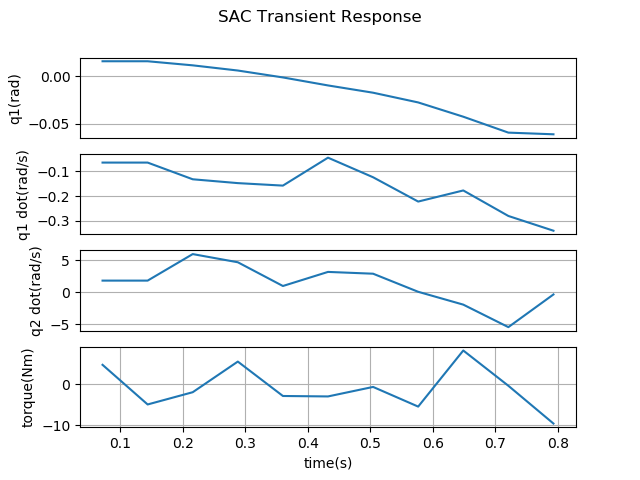 SAC Transient Response
q1(rad)
0.00
−0.05
q1 dot(rad/s)
−0.1
−0.2
−0.3
q2 dot(rad/s)
5
0
−5
torque(Nm)
0
−10
0.1 0.2 0.3 0.4 0.5 0.6 0.7 0.8
time(s)